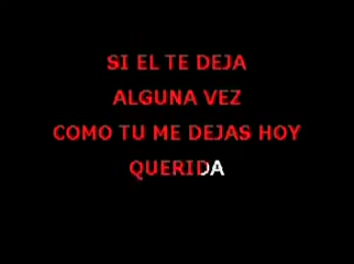 SI EL TE DEJA
ALGUNA VEZ
COMO TU ME DEJAS HOY
QUERIDA